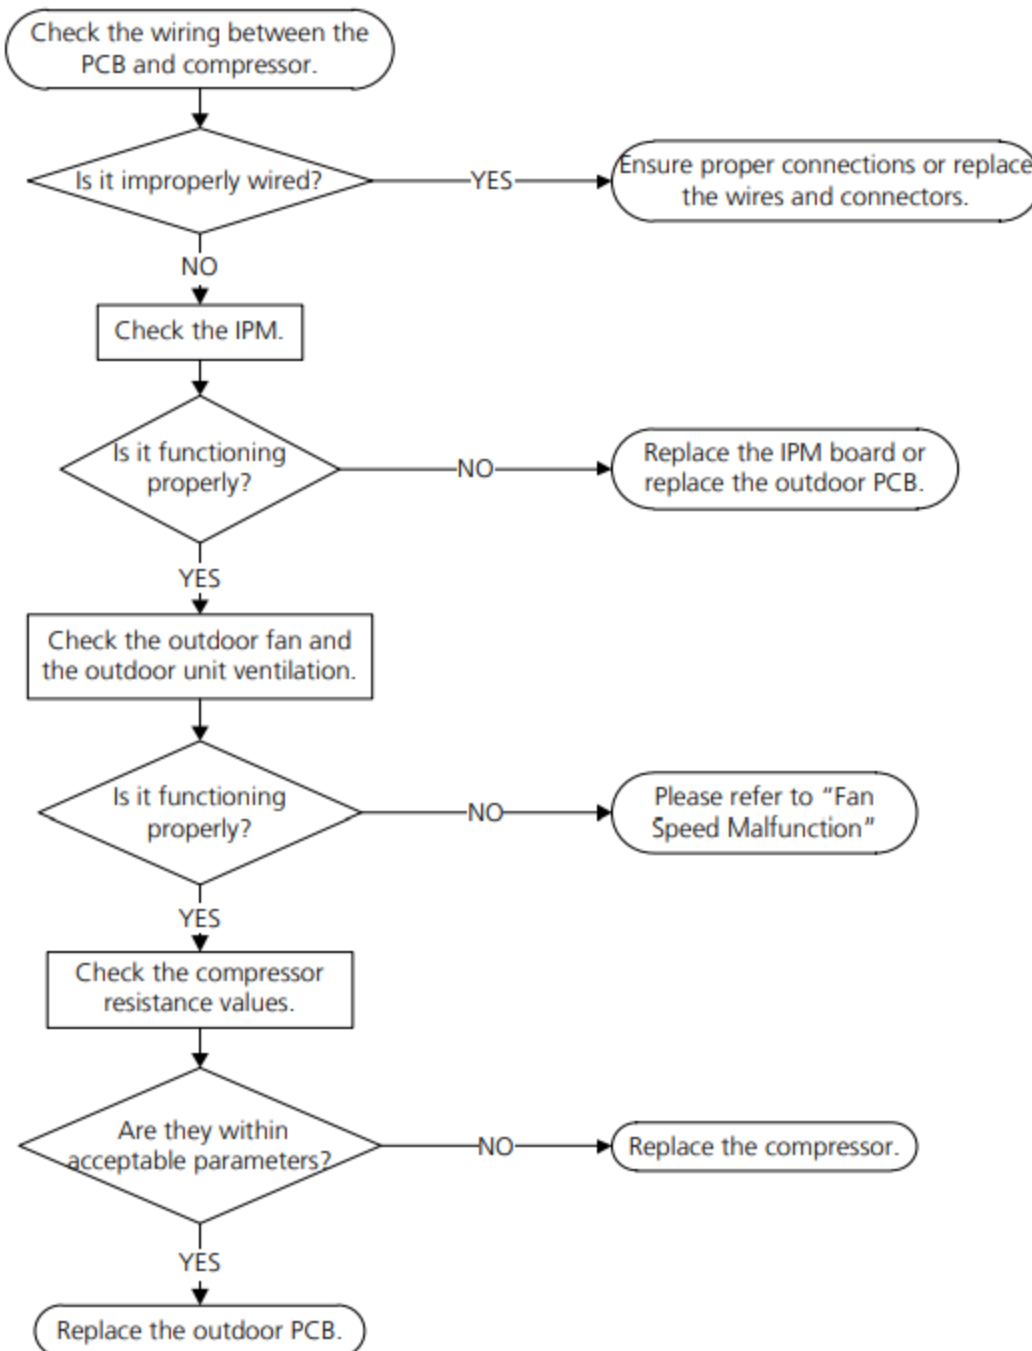 Check the wiring between the
PCB and compressor.
Is it improperly wired?
YES
Ensure proper connections or replace
the wires and connectors.
NO
Check the IPM.
Is it functioning
properly?
NO
Replace the IPM board or
replace the outdoor PCB.
YES
Check the outdoor fan and
the outdoor unit ventilation.
Is it functioning
properly?
NO
Please refer to “Fan
Speed Malfunction”
YES
Check the compressor
resistance values.
Are they within
acceptable parameters?
NO
Replace the compressor.
YES
Replace the outdoor PCB.